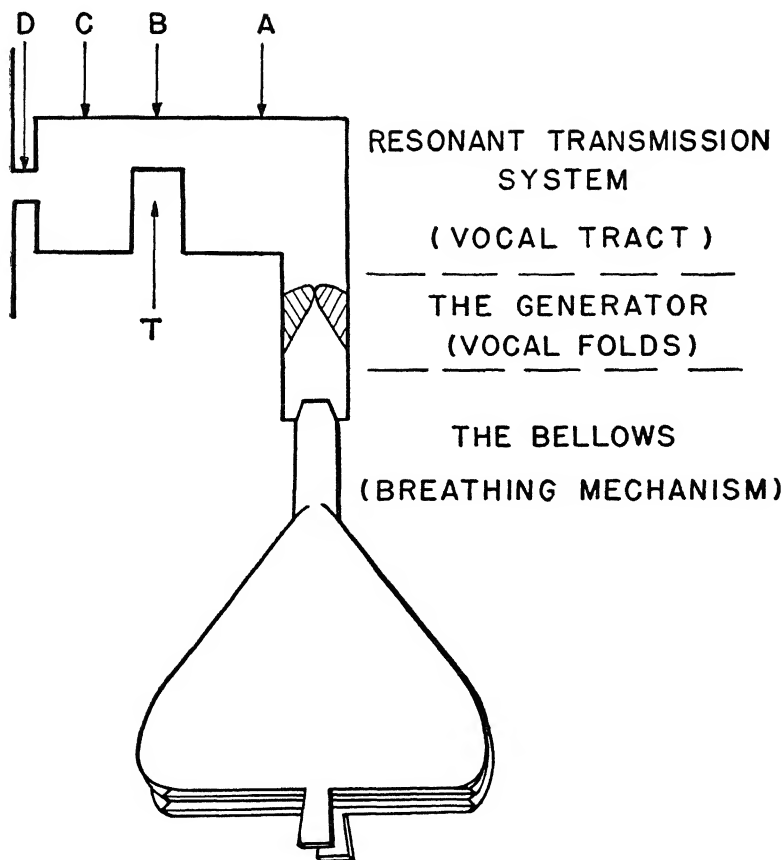 D C B A
RESONANT TRANSMISSION
SYSTEM
(VOCAL TRACT)
T
THE GENERATOR
(VOCAL FOLDS)
THE BELLOWS
(BREATHING MECHANISM)